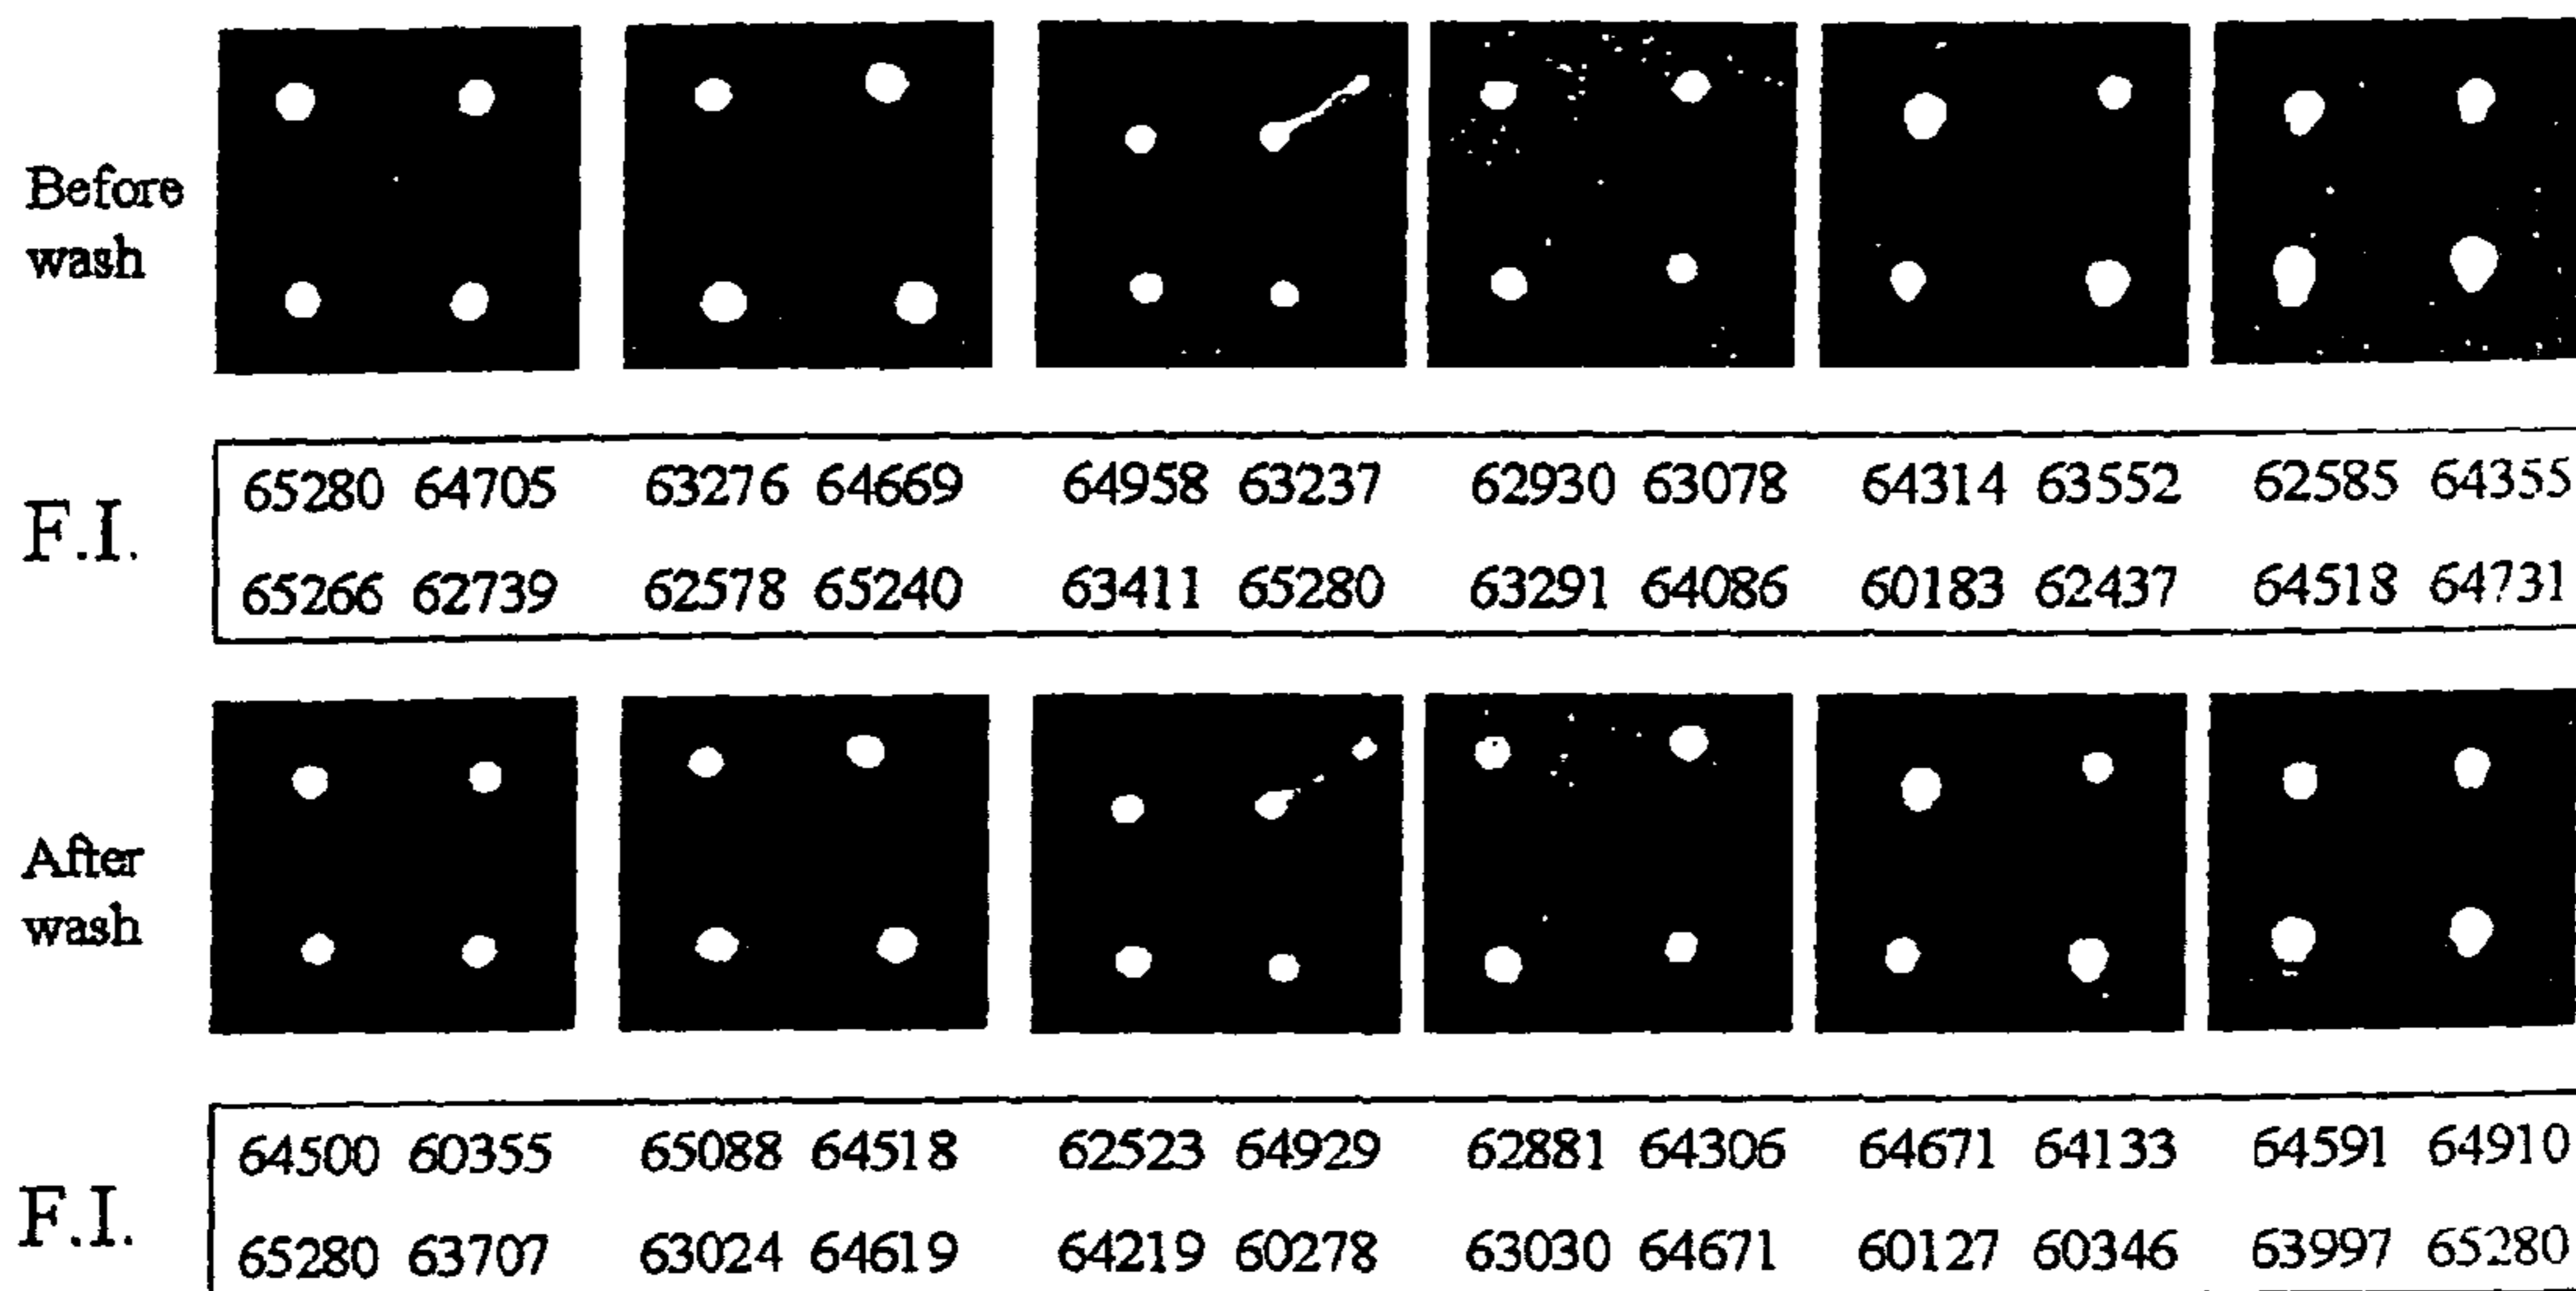 Before
wash
F.I.
65280 64705 63276 64669 64958 63237 62930 63078 64314 63552 62585 64355
65266 62739 62578 65240 63411 65280 63291 64086 60183 62437 64518 64731
After
wash
F.I.
64500 60355 65088 64518 62523 64929 62881 64306 64671 64133 64591 64910
65280 63707 63024 64619 64219 60278 63030 64671 60127 60346 63997 65280